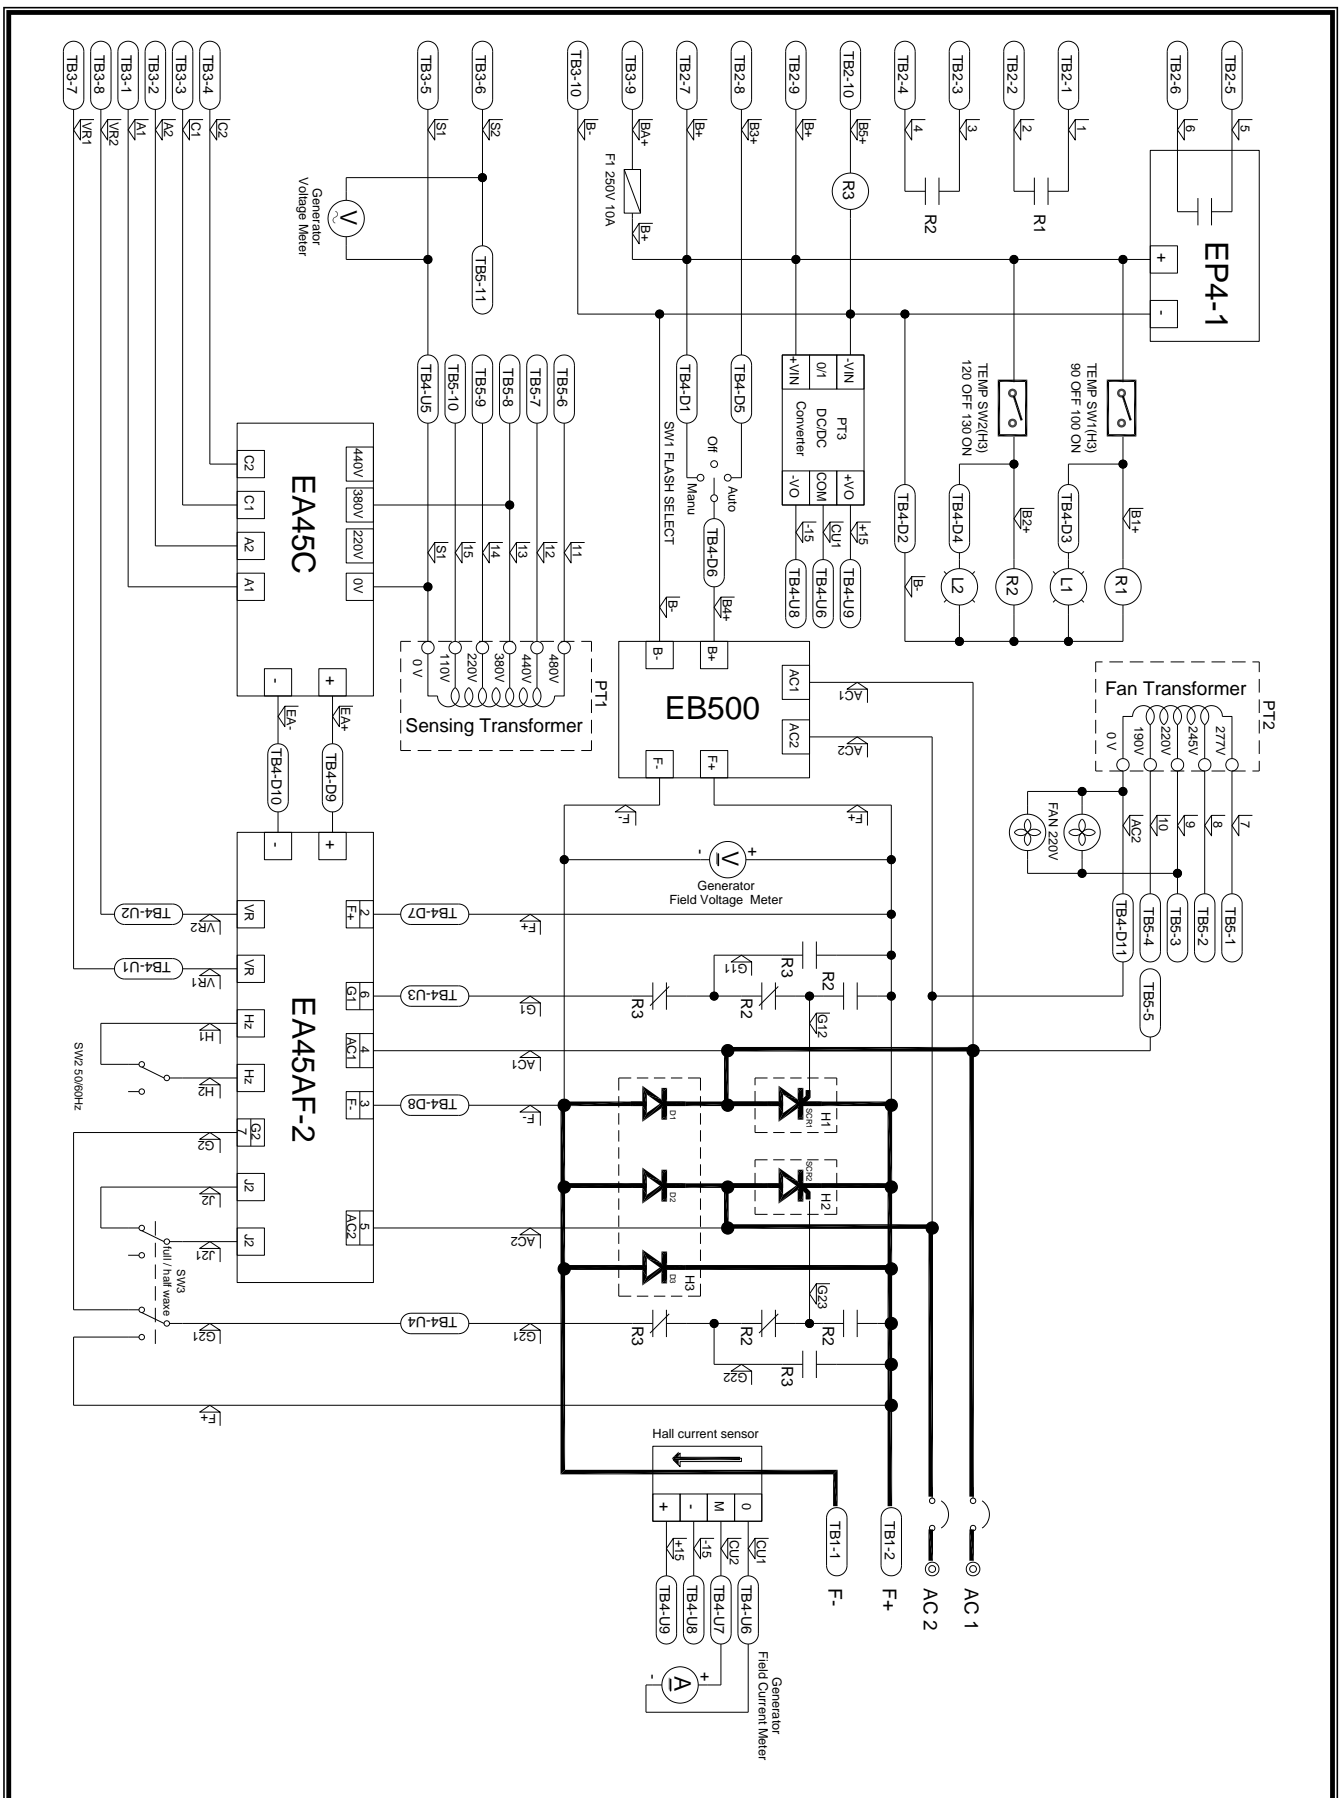 TB3-7
TB3-8
TB3-1
TB3-2
TB3-3
TB3-4
TB3-5
TB3-6
TB3-10
TB3-9
TB2-7
TB2-8
TB2-9
TB2-10
TB2-4
TB2-3
TB2-2
TB2-1
TB2-6
TB2-5
VR1
VR2
A1
A2
C1
C2
S1
S2
B-
BA+
B+
B3+
B+
B5+
4
3
2
1
6
5
F1 250V 10A
B+
R3
R2
R1
EP4-1
+
-
Generator
Voltage Meter
V
TB5-11
TB4-U5
TB5-10
TB5-9
TB5-8
TB5-7
TB5-6
TB4-D1
TB4-D5
-VIN
0/1
+VIN
PT3
DC/DC
Converter
+VO
COM
-VO
TEMP SW2(H3)
120 OFF 130 ON
TEMP SW1(H3)
90 OFF 100 ON
SW1 FLASH SELECT
Off
Auto
Manu
TB4-D6
B4+
B-
-15
CU1
+15
TB4-U8
TB4-U6
TB4-U9
TB4-D2
B-
TB4-D4
B2+
TB4-D3
B1+
L2
R2
L1
R1
EA45C
C2
C1
A2
A1
440V
380V
220V
0V
-
+
S1
15
14
13
12
11
0 V
110V
220V
380V
440V
480V
PT1
Sensing Transformer
EB500
B-
B+
AC1
AC2
F-
F+
AC1
AC2
F-
F+
Fan Transformer
PT2
0 V
190V
220V
245V
277V
FAN 220V
AC2
10
9
8
7
TB4-D11
TB5-4
TB5-3
TB5-2
TB5-1
TB5-5
EA-
EA+
TB4-D10
TB4-D9
-
+
EA45AF-2
VR
VR
Hz
Hz
G2
7
J2
J2
2
F+
6
G1
4
AC1
3
F-
5
AC2
TB4-U2
VR2
TB4-U1
VR1
H1
H2
G2
J2
J21
G21
F+
SW2 50/60Hz
SW3
full / half waxe
TB4-D7
F+
TB4-U3
G1
AC1
TB4-D8
F-
AC2
TB4-U4
G21
-
V
+
Generator
Field Voltage Meter
G11
R3
R2
R3
R2
G12
D1
D2
D3
H3
SCR1
H1
SCR2
H2
G23
R3
R2
R2
G22
R3
Hall current sensor
+
-
M
0
+15
-15
CU2
CU1
TB4-U9
TB4-U8
TB4-U7
TB4-U6
-
A
+
Generator
Field Current Meter
TB1-1
F-
TB1-2
F+
AC 2
AC 1